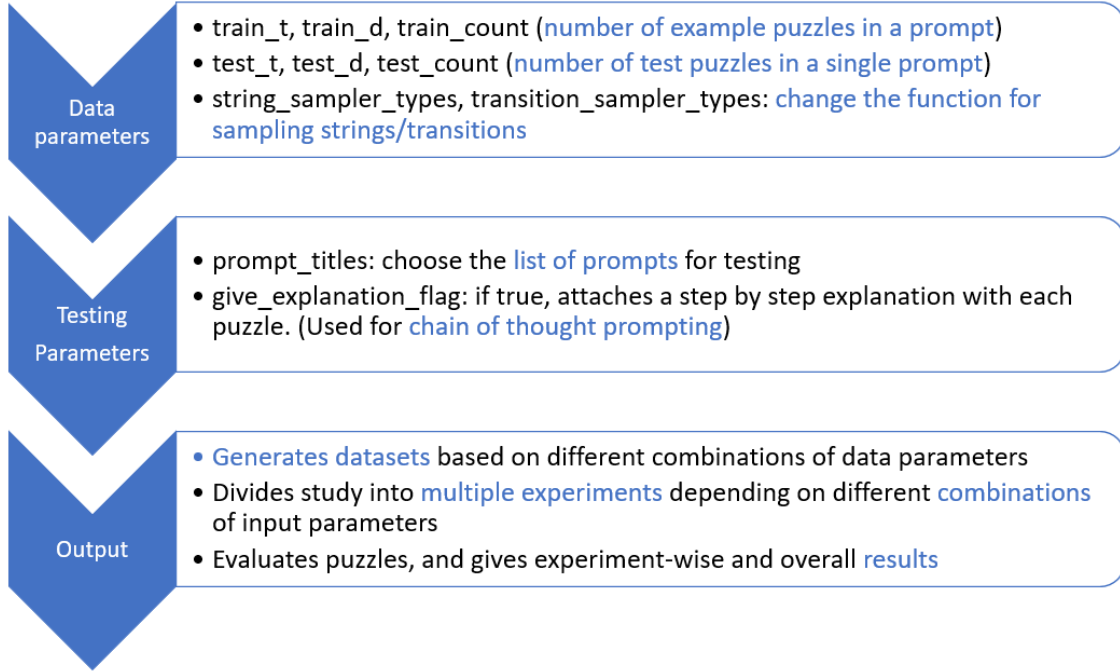 Data
parameters
• train_t, train_d, train_count (number of example puzzles in a prompt)
• test_t, test_d, test_count (number of test puzzles in a single prompt)
• string_sampler_types, transition_sampler_types: change the function for
sampling strings/transitions
Testing
Parameters
• prompt_titles: choose the list of prompts for testing
• give_explanation_flag: if true, attaches a step by step explanation with each
puzzle. (Used for chain of thought prompting)
Output
• Generates datasets based on different combinations of data parameters
• Divides study into multiple experiments depending on different combinations
of input parameters
• Evaluates puzzles, and gives experiment-wise and overall results